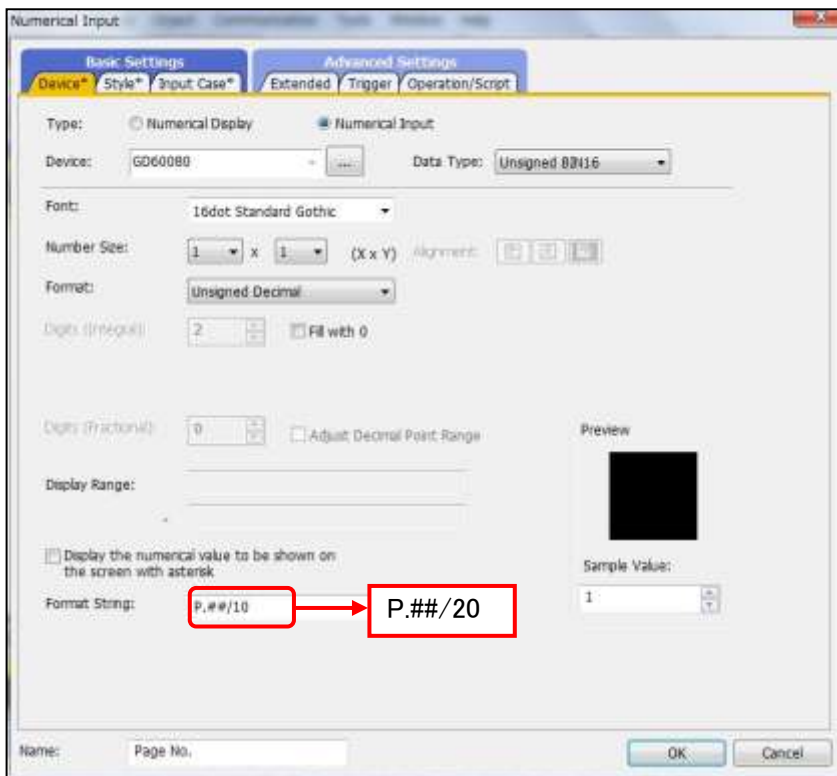 Numerical Input
Basic Settings Advanced Settings
Device* Style* Input Case* Extended Trigger Operation/Script
Type: Numerical Display Numerical Input
Device: GD60080 ... Data Type: Unsigned BIN16
Font: 16dot Standard Gothic
Number Size: 1 x 1 (X x Y) Alignment:
Format: Unsigned Decimal
Digits (Integral): 2 Fill with 0
Digits (Fractional): 0 Adjust Decimal Point Range Preview
Display Range:
Display the numerical value to be shown on
the screen with asterisk
Sample Value:
Format String: P.##/10 P.##/20 1
Name: Page No. OK Cancel